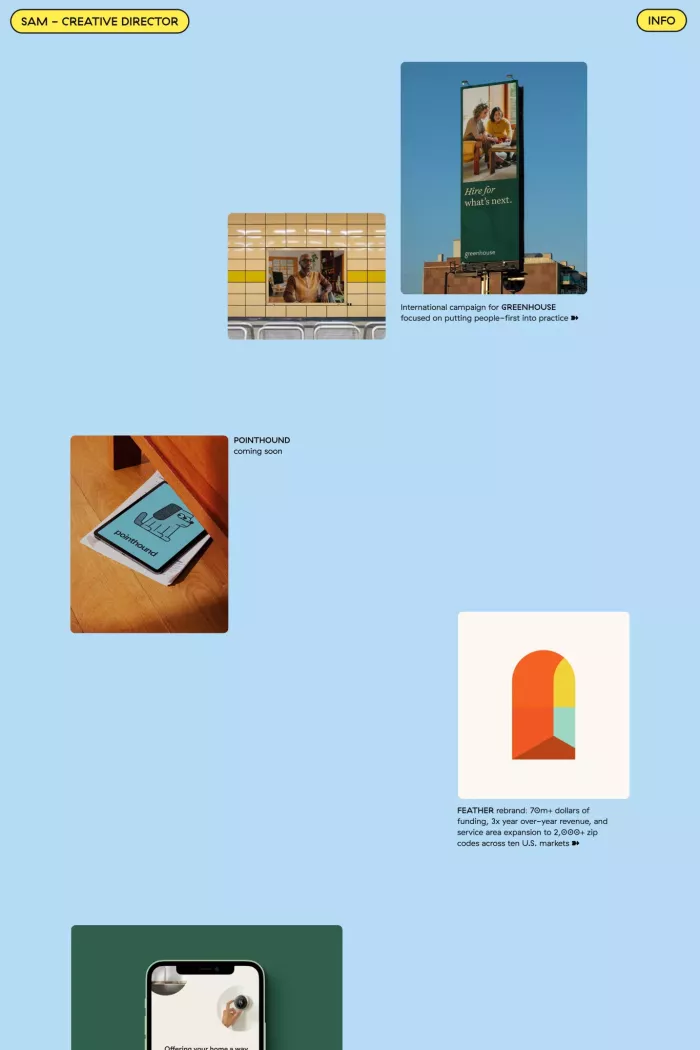 SAM – CREATIVE DIRECTOR
INFO
Hire for
what's next.
greenhouse
International campaign for GREENHOUSE
focused on putting people–first into practice
POINTHOUND
coming soon
pointhound
FEATHER rebrand. 70m+ dollars of
funding, 3x year over–year revenue, and
service area expansion to 2,000+ zip
codes across ten U.S. markets
Offering your home a way